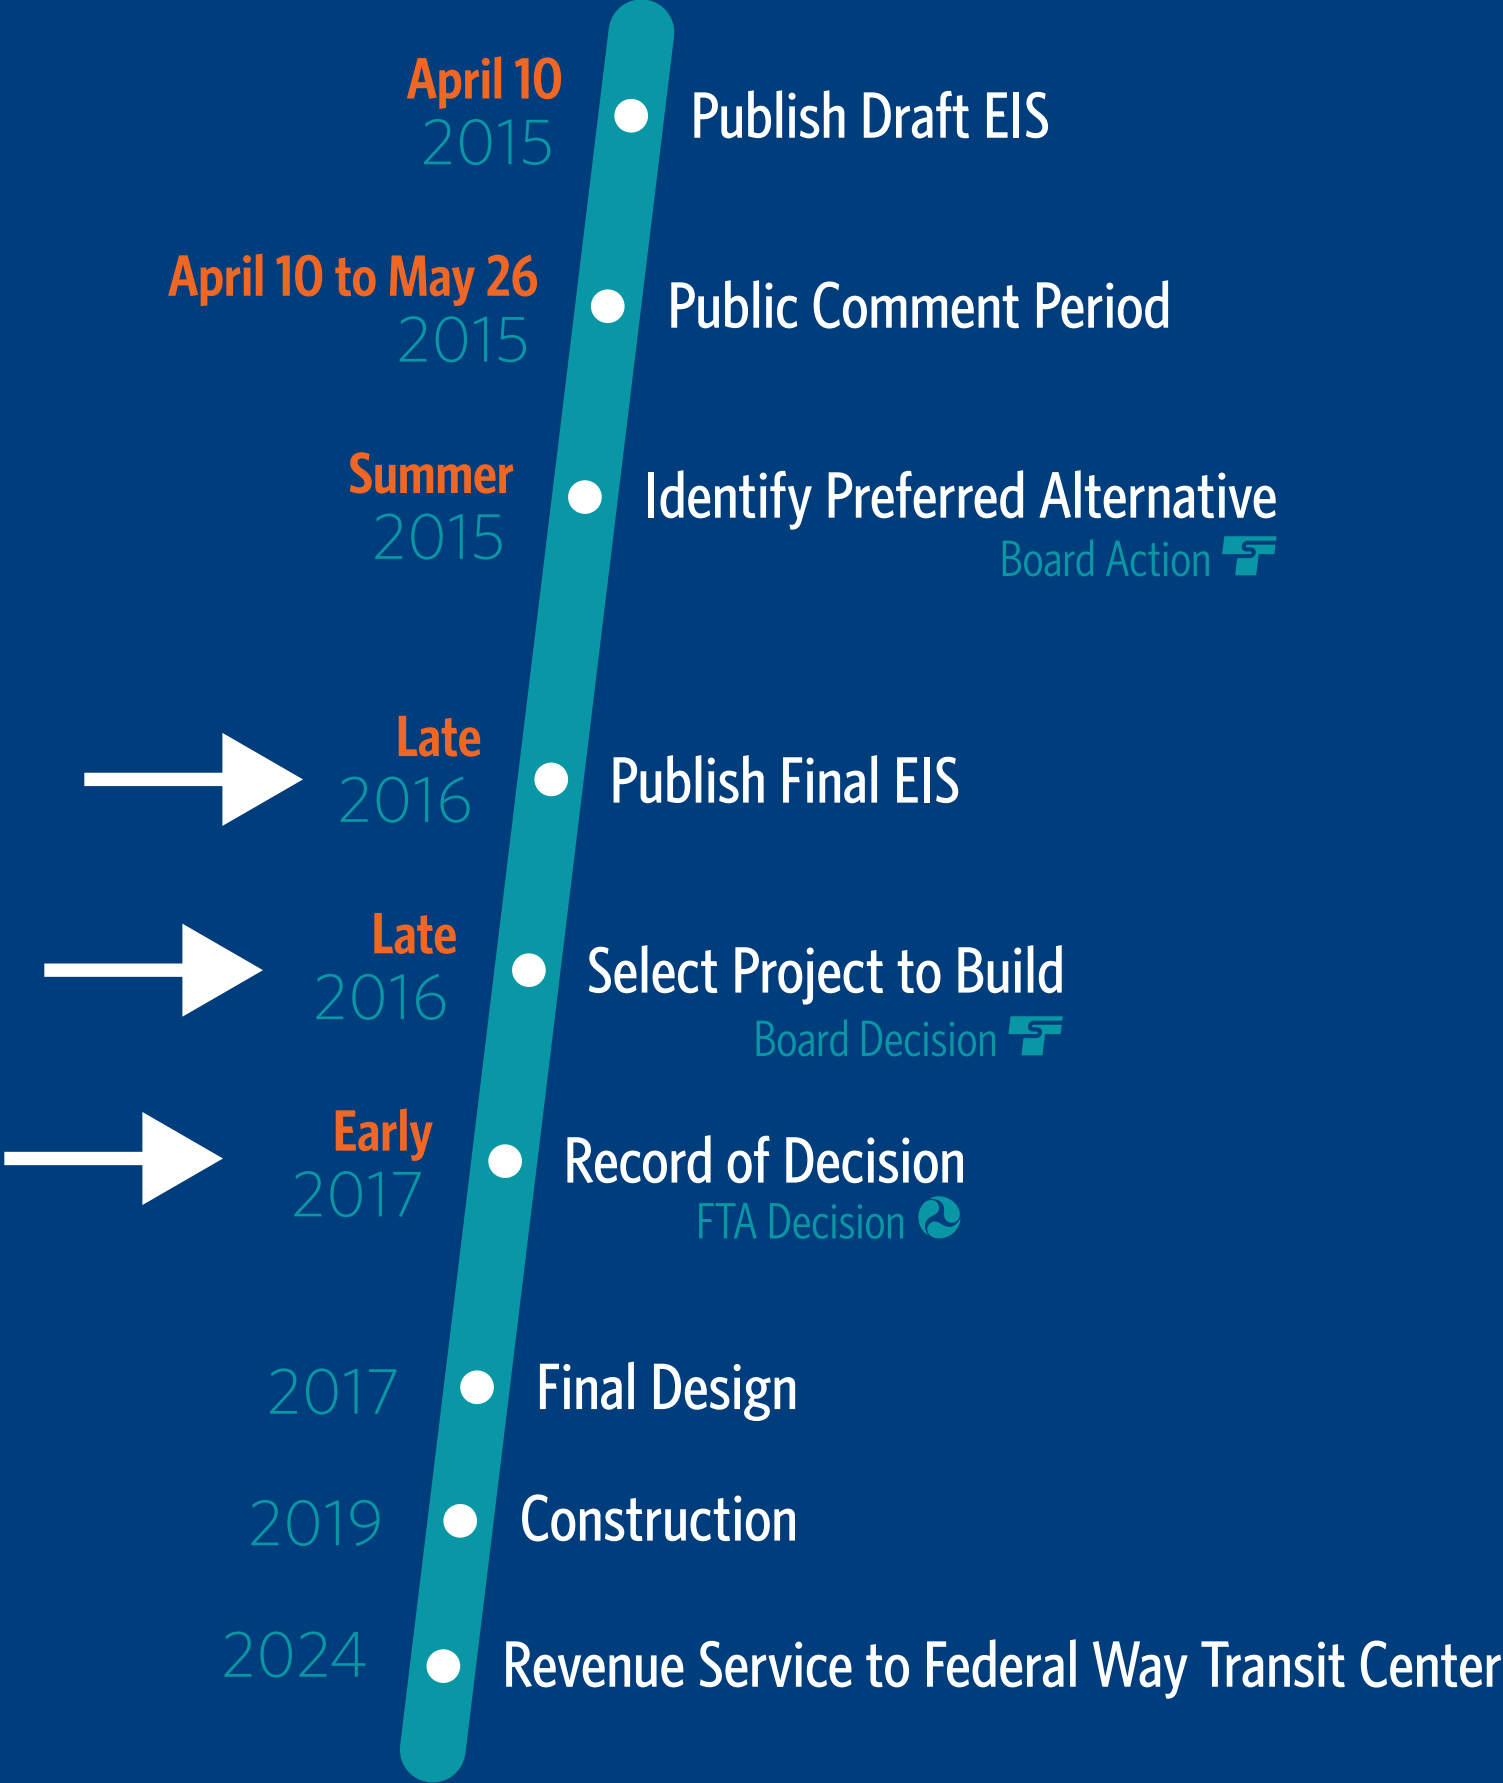 April 10
2015
Publish Draft EIS
April 10 to May 26
2015
Public Comment Period
Summer
2015
Identify Preferred Alternative
Board Action
Late
2016
Publish Final EIS
Late
2016
Select Project to Build
Board Decision
Early
2017
Record of Decision
FTA Decision
2017
Final Design
2019
Construction
2024
Revenue Service to Federal Way Transit Center